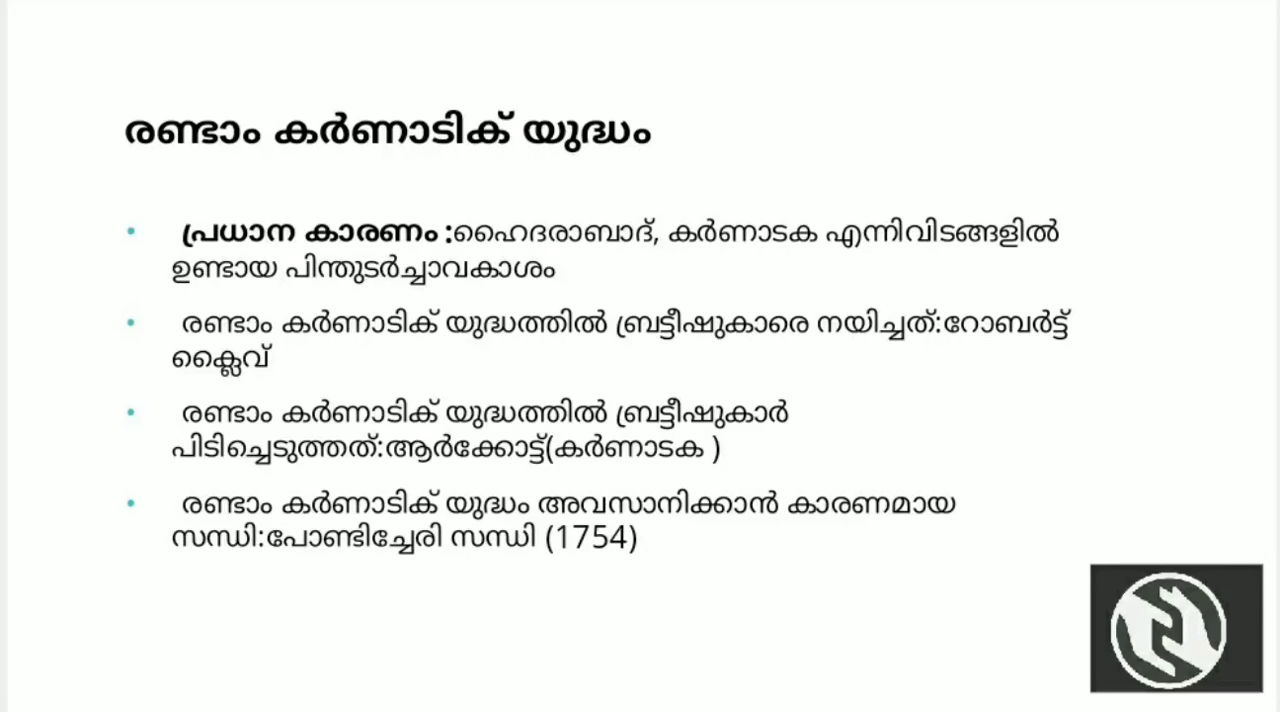 രണ്ടാം കർണാടിക് യുദ്ധം
• പ്രധാന കാരണം :ഹൈദരാബാദ്, കർണാടക എന്നിവിടങ്ങളിൽ
ഉണ്ടായ പിന്തുടർച്ചാവകാശം
• രണ്ടാം കർണാടിക് യുദ്ധത്തിൽ ബ്രട്ടീഷുകാരെ നയിച്ചത്:റോബർട്ട്
ക്ലൈവ്
• രണ്ടാം കർണാടിക് യുദ്ധത്തിൽ ബ്രട്ടീഷുകാർ
പിടിച്ചെടുത്തത്:ആർക്കോട്ട്(കർണാടക )
• രണ്ടാം കർണാടിക് യുദ്ധം അവസാനിക്കാൻ കാരണമായ
സന്ധി:പോണ്ടിച്ചേരി സന്ധി (1754)